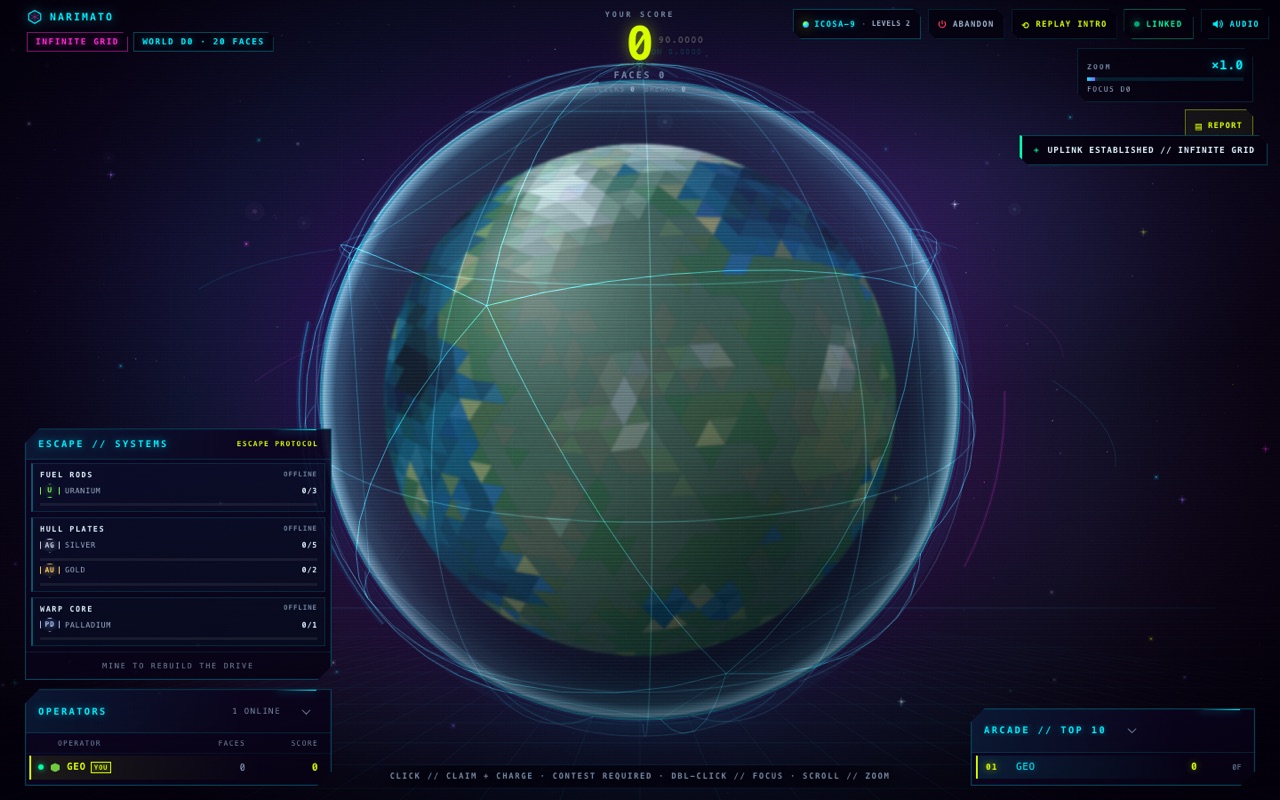 NARIMATO
INFINITE GRID
WORLD D0 · 20 FACES
YOUR SCORE
0
90.0000
0.0000
FACES 0
ICOSA-9 · LEVELS 2
ABANDON
REPLAY INTRO
LINKED
AUDIO
ZOOM ×1.0
FOCUS D0
REPORT
+ UPLINK ESTABLISHED // INFINITE GRID
ESCAPE // SYSTEMS ESCAPE PROTOCOL
FUEL RODS OFFLINE
U URANIUM 0/3
HULL PLATES OFFLINE
AG SILVER 0/5
AU GOLD 0/2
WARP CORE OFFLINE
PD PALLADIUM 0/1
MINE TO REBUILD THE DRIVE
OPERATORS 1 ONLINE
OPERATOR FACES SCORE
GEO YOU 0 0
CLICK // CLAIM + CHARGE · CONTEST REQUIRED · DBL-CLICK // FOCUS · SCROLL // ZOOM
ARCADE // TOP 10
01 GEO 0 0F